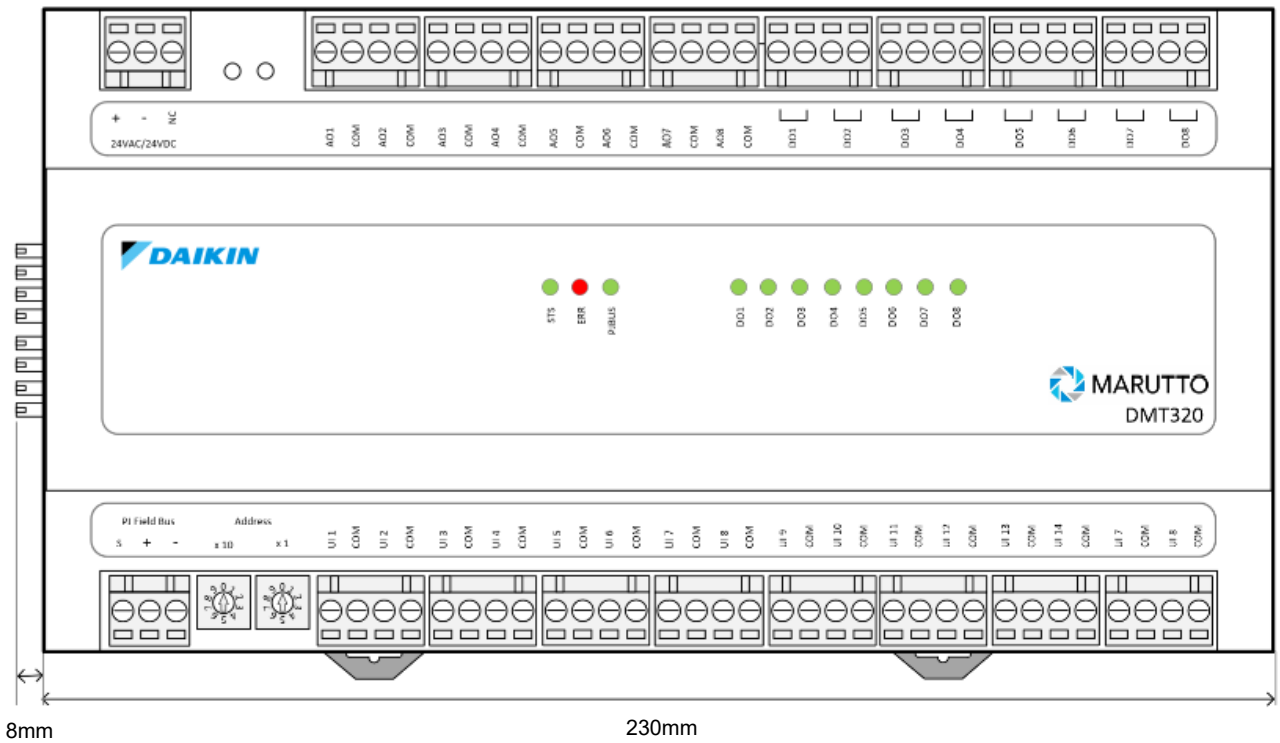 + - NC
24VAC/24VDC
AO1 COM AO2 COM AO3 COM AO4 COM AO5 COM AO6 COM AO7 COM AO8 COM DO1 DO2 DO3 DO4 DO5 DO6 DO7 DO8
DAIKIN
STS ERR PJBUS DO1 DO2 DO3 DO4 DO5 DO6 DO7 DO8
MARUTTO
DMT320
PJ Field Bus Address
S + - x 10 x 1
UI 1 COM UI 2 COM UI 3 COM UI 4 COM UI 5 COM UI 6 COM UI 7 COM UI 8 COM UI 9 COM UI 10 COM UI 11 COM UI 12 COM UI 13 COM UI 14 COM UI 7 COM UI 8 COM
8mm 230mm